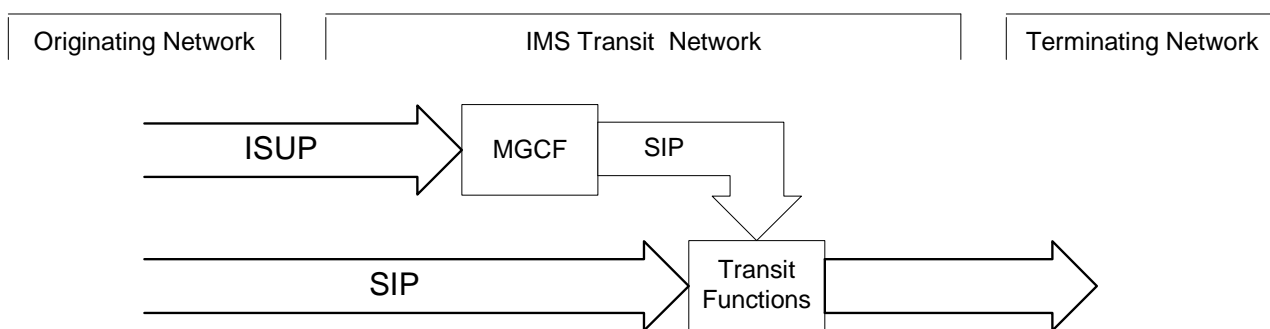 Originating Network
IMS Transit Network
Terminating Network
ISUP
MGCF
SIP
SIP
Transit
Functions